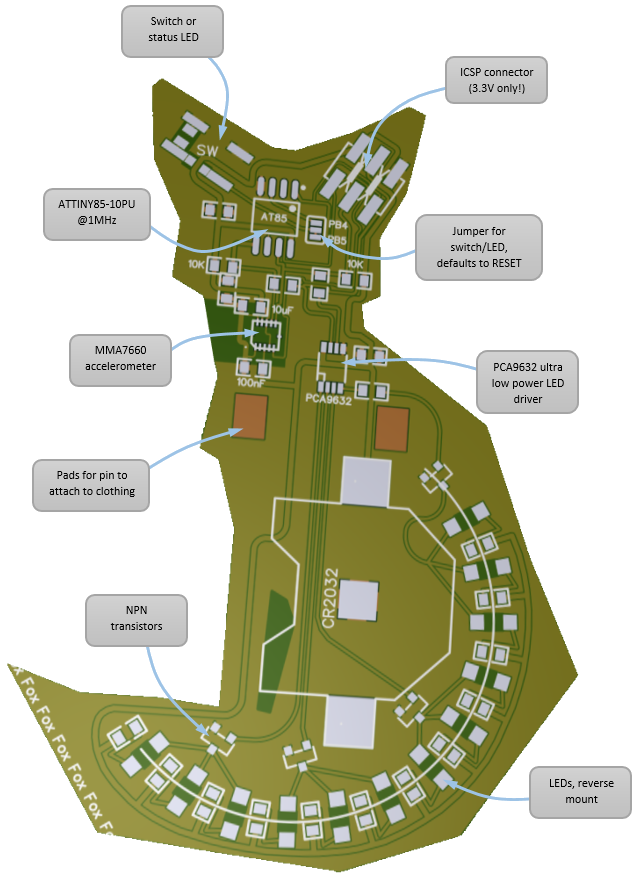 Switch or
status LED
ICSP connector
(3.3V only!)
SW
ATTINY85-10PU
@1MHz
AT85
PB4
PB5
Jumper for
switch/LED,
defaults to RESET
10K
10K
10uF
MMA7660
accelerometer
100nF
PCA9632
PCA9632 ultra
low power LED
driver
Pads for pin to
attach to clothing
CR2032
NPN
transistors
Fox Fox Fox Fox Fox Fox
LEDs, reverse
mount